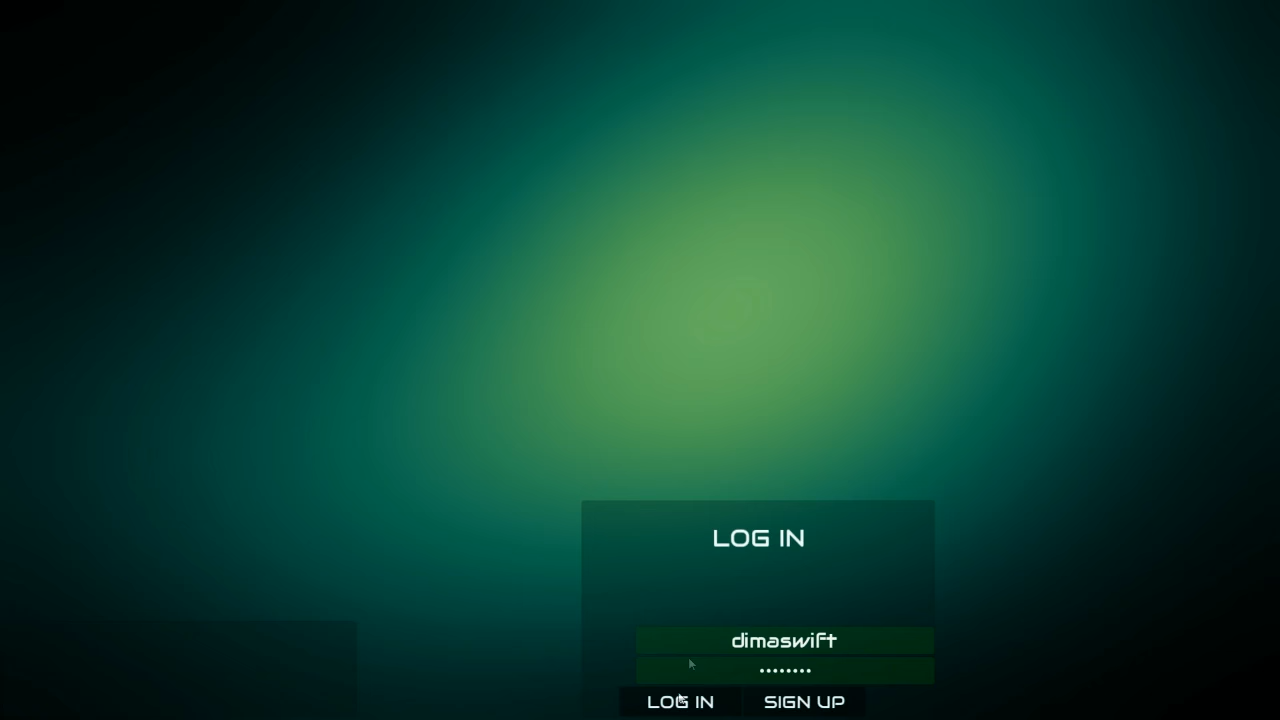 LOG IN
dimaswift
••••••••
LOG IN SIGN UP